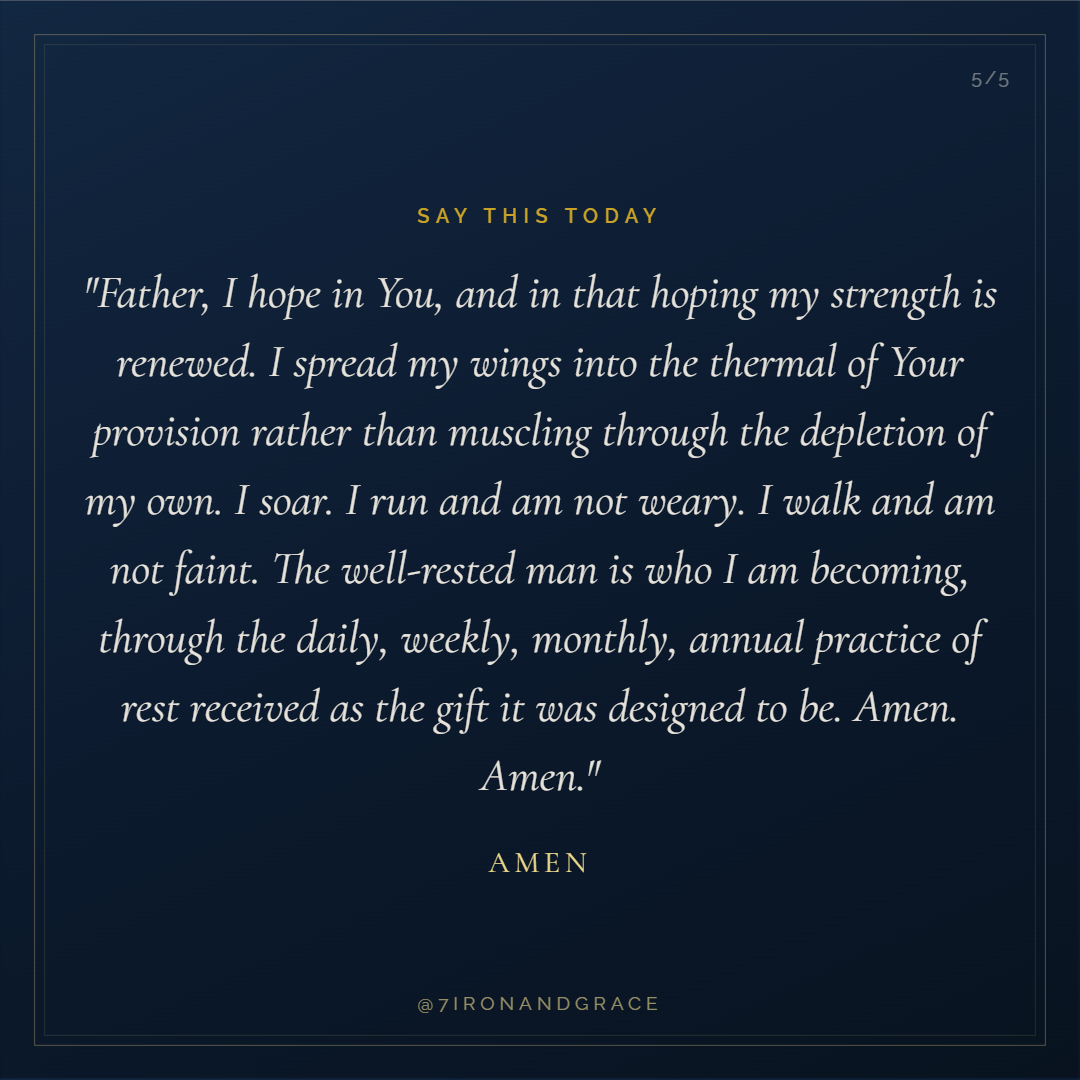 5/5
SAY THIS TODAY
"Father, I hope in You, and in that hoping my strength is
renewed. I spread my wings into the thermal of Your
provision rather than muscling through the depletion of
my own. I soar. I run and am not weary. I walk and am
not faint. The well-rested man is who I am becoming,
through the daily, weekly, monthly, annual practice of
rest received as the gift it was designed to be. Amen.
Amen."
AMEN
@7IRONANDGRACE